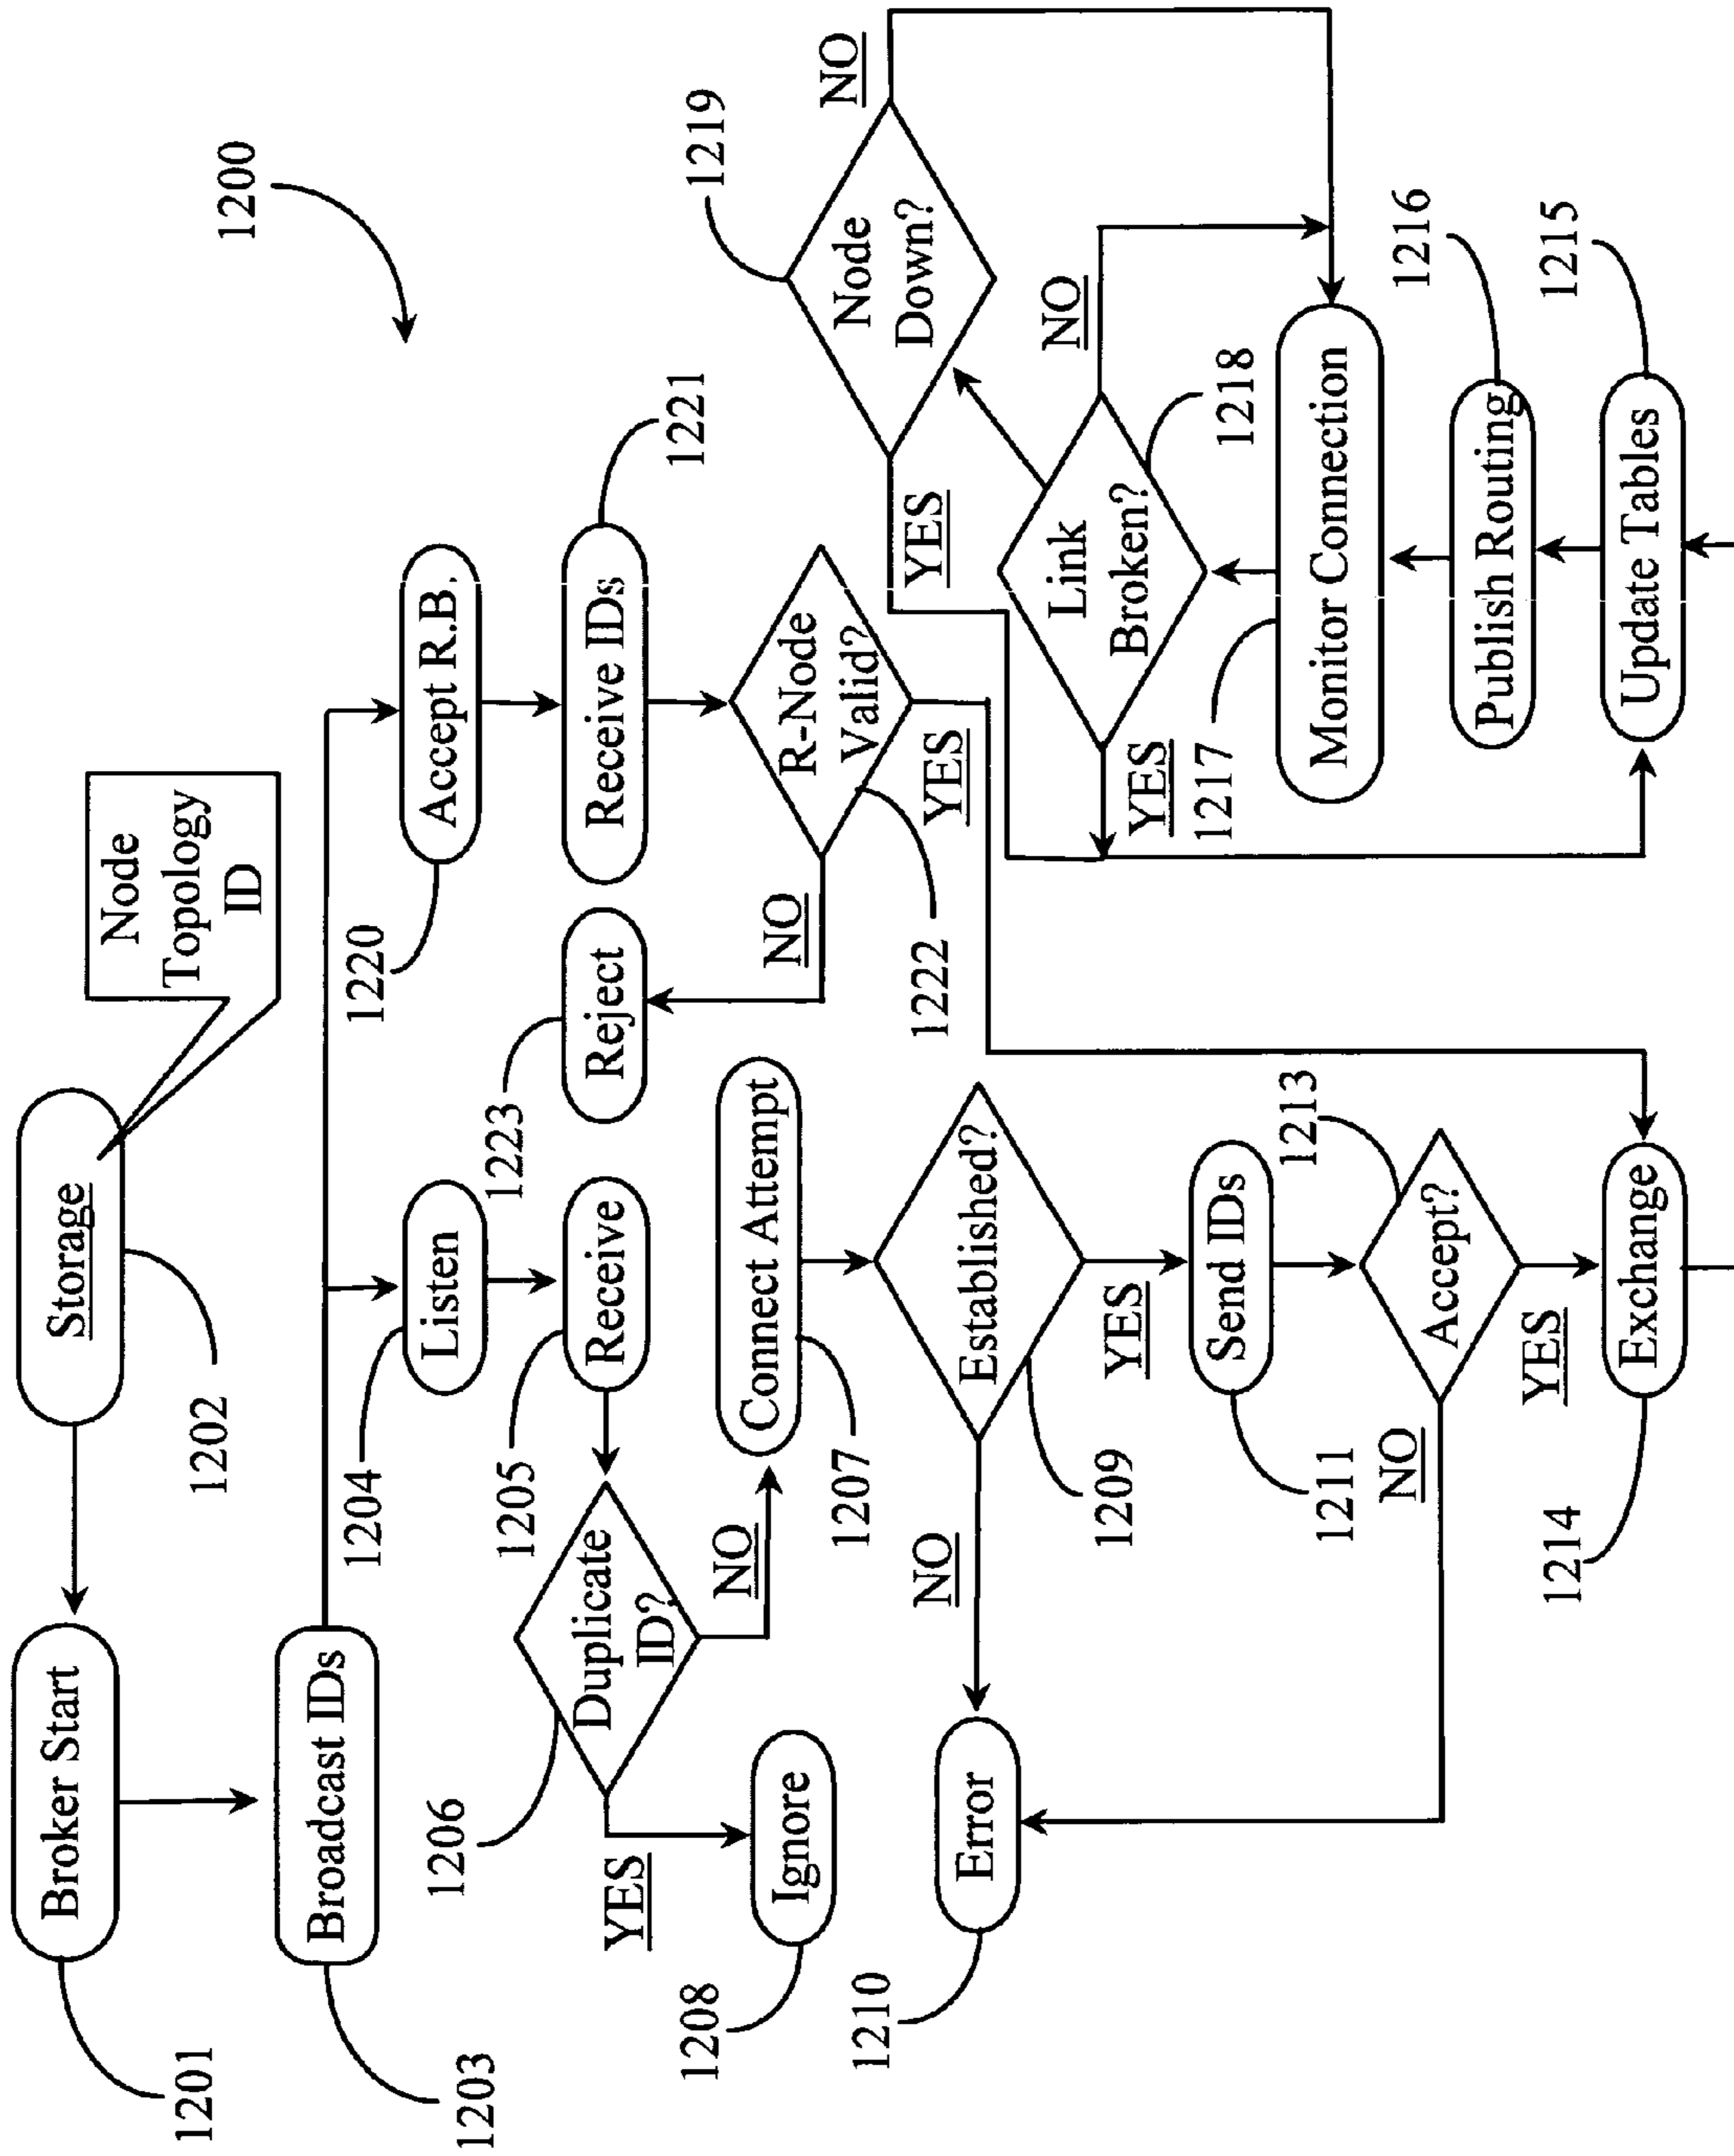 1200
1201
Broker Start
Storage
1202
Node
Topology
ID
1203
Broadcast IDs
1204
Listen
1220
Accept R.B.
1205
Receive
1223
Reject
Receive IDs
1221
1206
Duplicate
ID?
YES
NO
1208
Ignore
1207
Connect Attempt
NO
R-Node
Valid?
YES
1222
1210
Error
NO
Established?
1209
YES
1211
Send IDs
1213
Accept?
NO
YES
1214
Exchange
Node
Down?
1219
NO
YES
Link
Broken?
1218
NO
YES
1217
Monitor Connection
Publish Routing
1216
Update Tables
1215